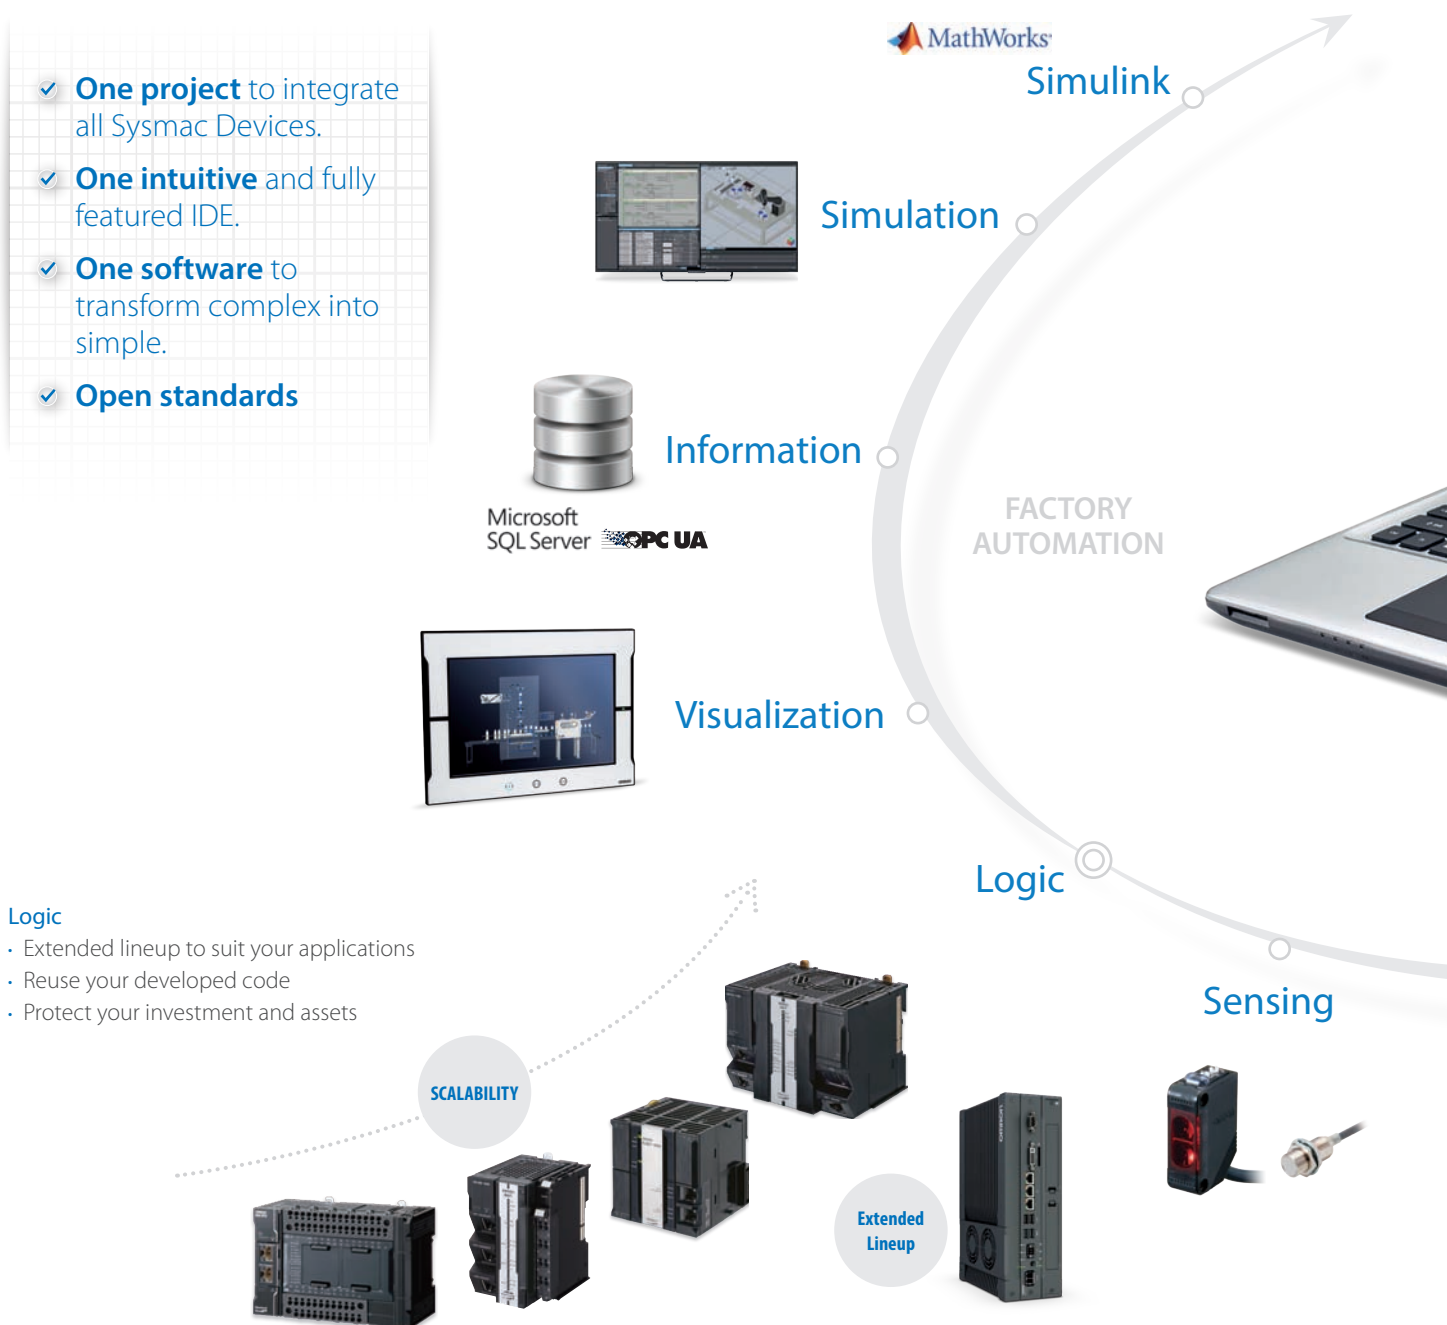 One project to integrate
all Sysmac Devices.
One intuitive and fully
featured IDE.
One software to
transform complex into
simple.
Open standards
MathWorks
Simulink
Simulation
Information
Microsoft
SQL Server OPC UA
FACTORY
AUTOMATION
Visualization
Logic
Sensing
Logic
· Extended lineup to suit your applications
· Reuse your developed code
· Protect your investment and assets
SCALABILITY
Extended
Lineup
OMRON